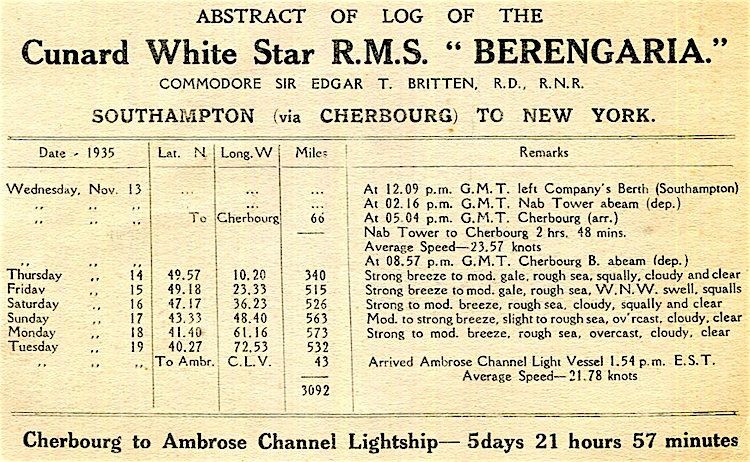 ABSTRACT OF LOG OF THE
Cunard White Star R.M.S. "BERENGARIA."
COMMODORE SIR EDGAR T. BRITTEN, R.D., R.N.R.
SOUTHAMPTON (via CHERBOURG) TO NEW YORK.
Date - 1935 Lat. N. Long. W Miles Remarks
Wednesday, Nov. 13 ... ... ... At 12.09 p.m. G.M.T. left Company's Berth (Southampton)
,, ,, ... ... ... At 02.16 p.m. G.M.T. Nab Tower abeam (dep.)
,, ,, To Cherbourg 66 At 05.04 p.m. G.M.T. Cherbourg (arr.)
Nab Tower to Cherbourg 2 hrs. 48 mins.
Average Speed—23.57 knots
,, ,, At 08.57 p.m. G.M.T. Cherbourg B. abeam (dep.)
Thursday ,, 14 49.57 10.20 340 Strong breeze to mod. gale, rough sea, squally, cloudy and clear
Friday ,, 15 49.18 23.33 515 Strong breeze to mod. gale, rough sea, W.N.W. swell, squalls
Saturday ,, 16 47.17 36.23 526 Strong to mod. breeze, rough sea, cloudy, squally and clear
Sunday ,, 17 43.33 48.40 563 Mod. to strong breeze, slight to rough sea, ov'rcast, cloudy, clear
Monday ,, 18 41.40 61.16 573 Strong to mod. breeze, rough sea, overcast, cloudy, clear
Tuesday ,, 19 40.27 72.53 532
,, ,, To Ambr. C.L.V. 43 Arrived Ambrose Channel Light Vessel 1.54 p.m. E.S.T.
Average Speed—21.78 knots
3092
Cherbourg to Ambrose Channel Lightship— 5days 21 hours 57 minutes